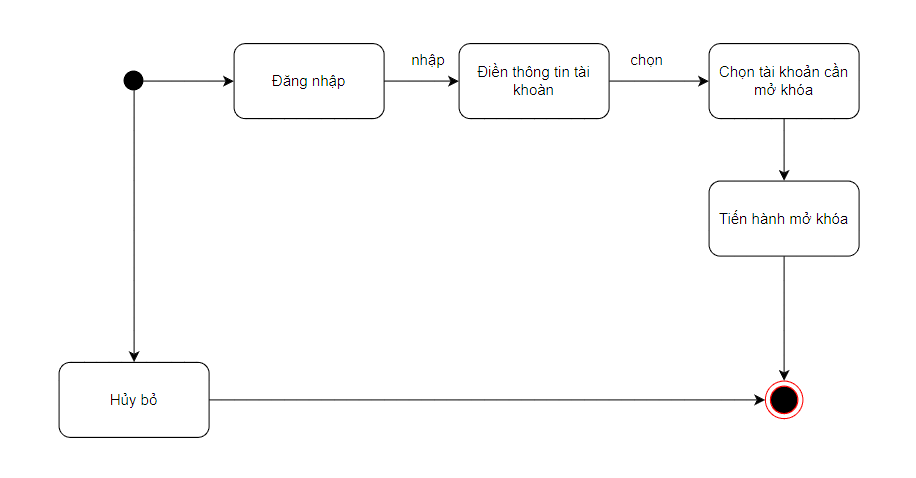 Đăng nhập
nhập
Điền thông tin tài
khoàn
chọn
Chọn tài khoản cần
mở khóa
Tiến hành mở khóa
Hủy bỏ